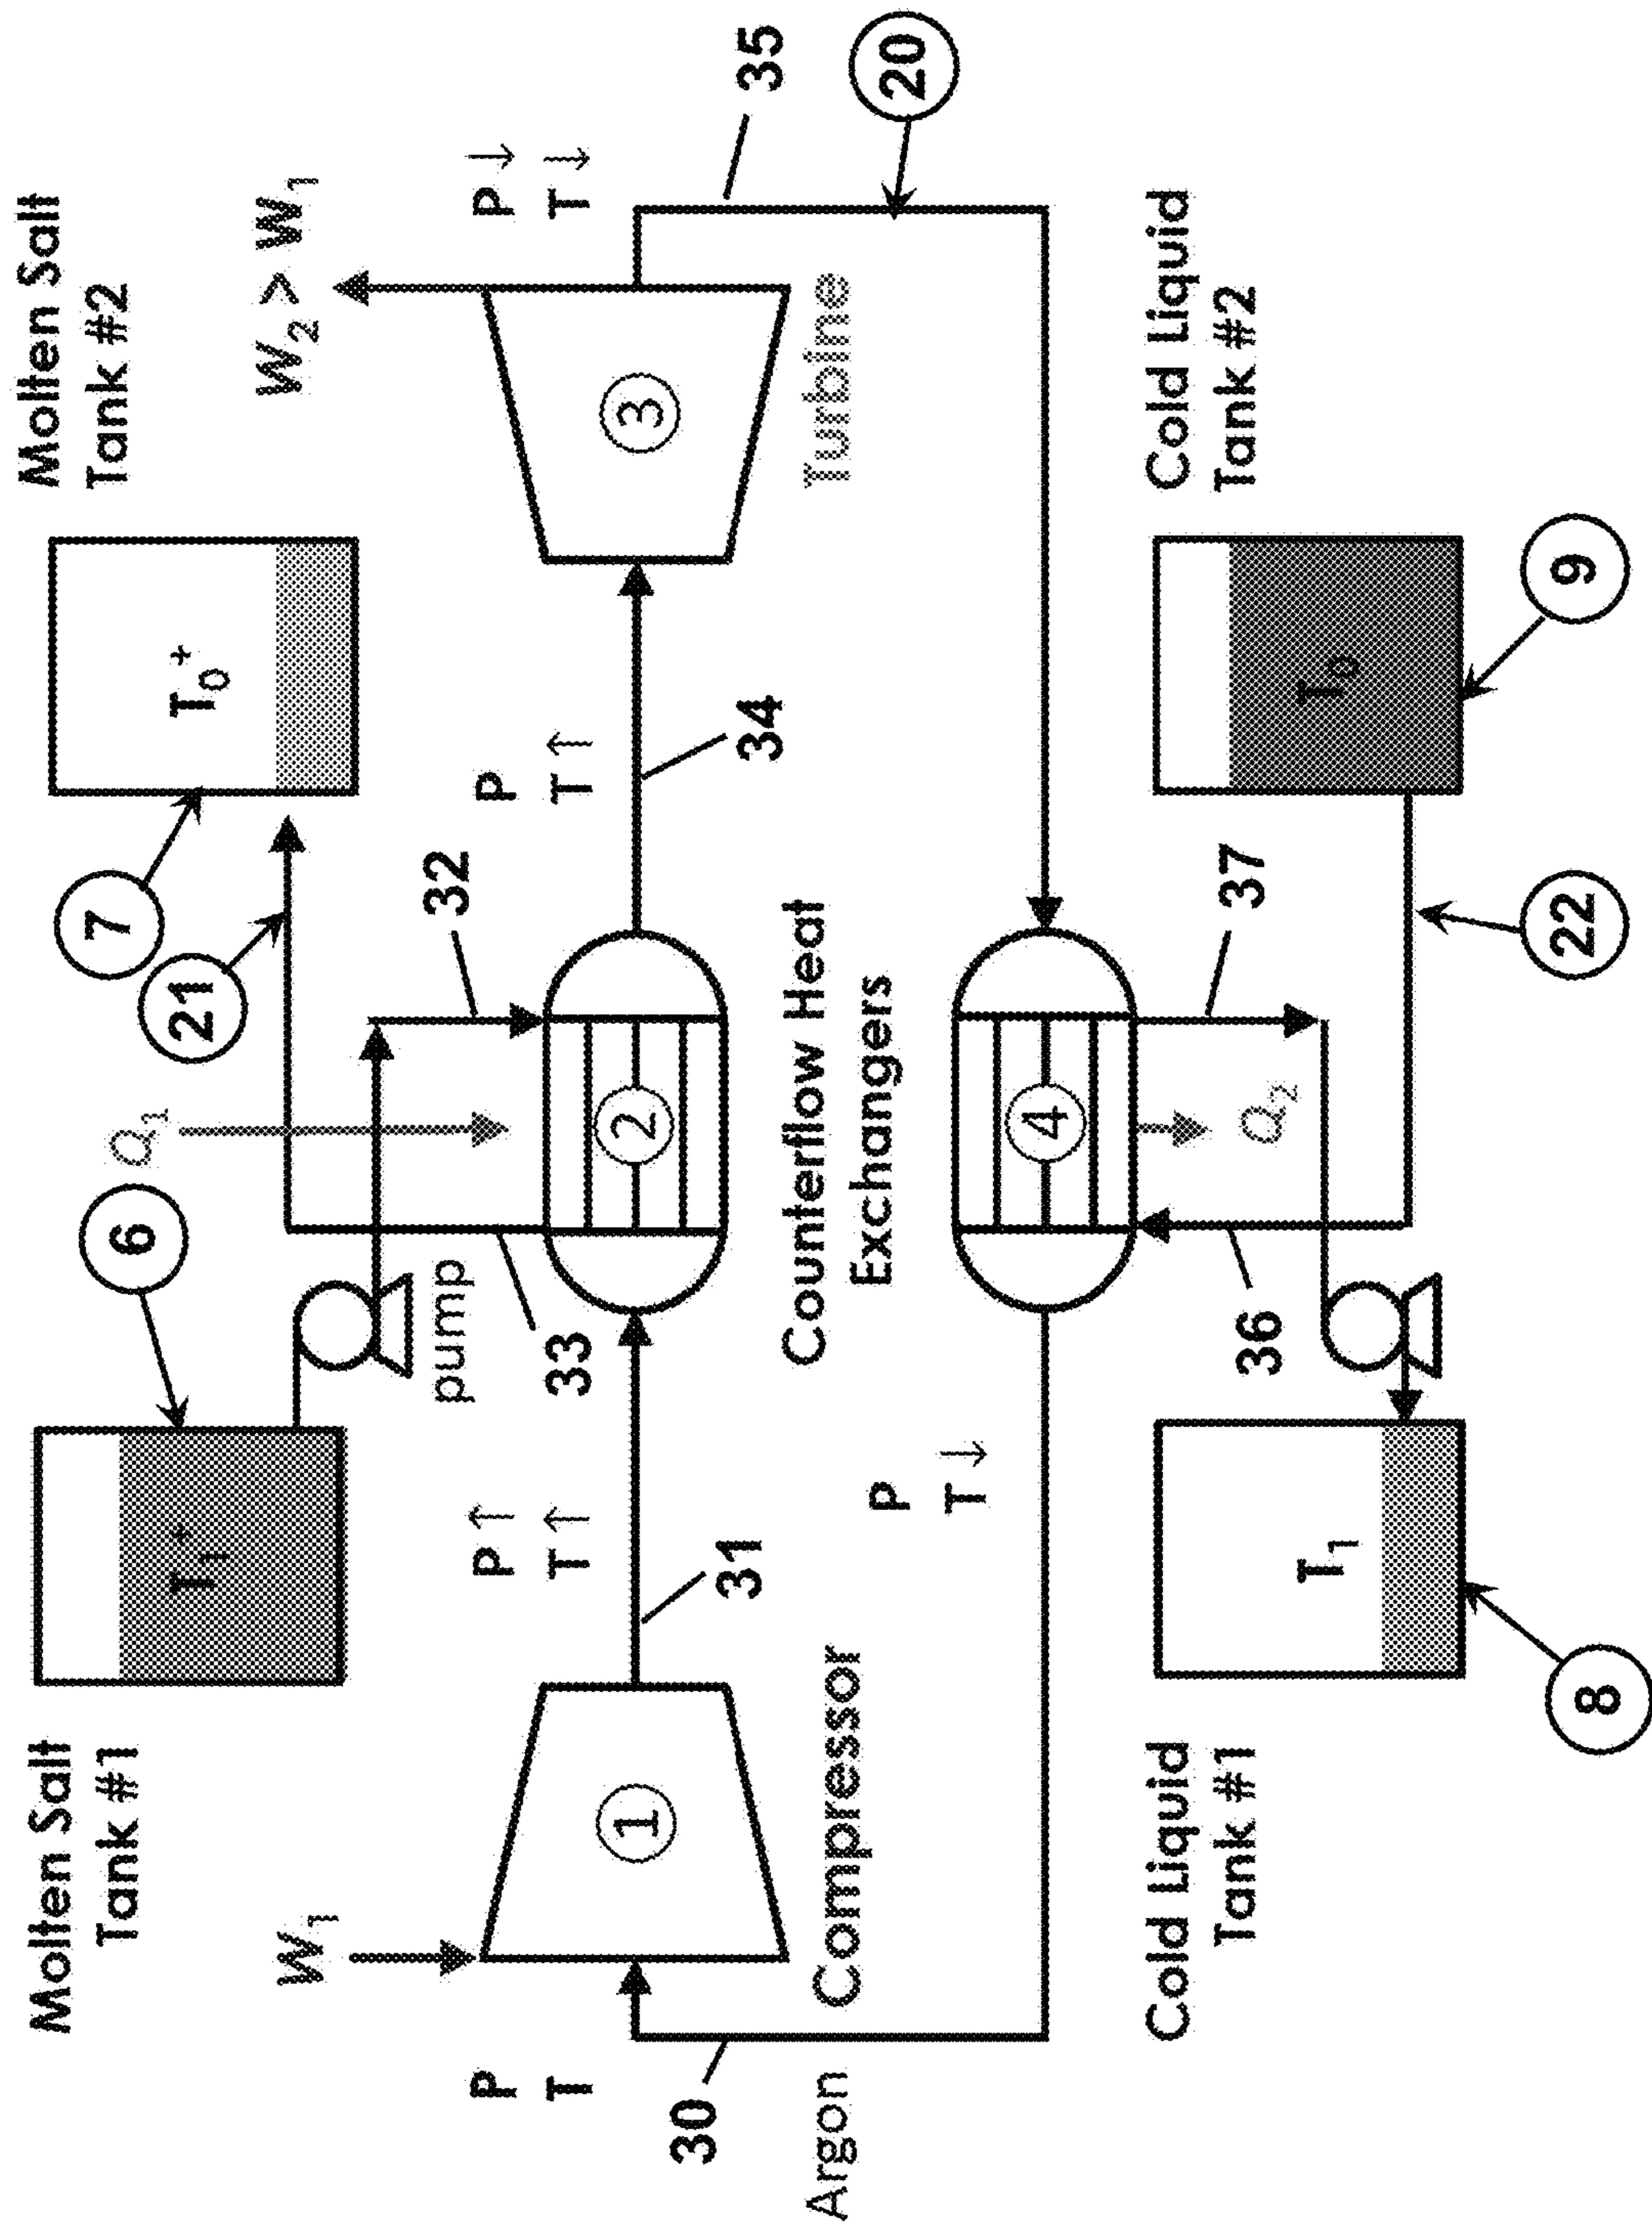 Molten Salt
Tank #1
6
Q1
21
7
Molten Salt
Tank #2
T1+
T0+
W1
pump
32
W2 > W1
33
P
T
P↑
T↑
P
T↑
P↓
T↓
1
2
3
30
31
34
35
Argon
Compressor
Counterflow Heat
Exchangers
Turbine
20
P
T↓
4
Cold Liquid
Tank #1
36
Q2
37
Cold Liquid
Tank #2
T1
T0
8
22
9